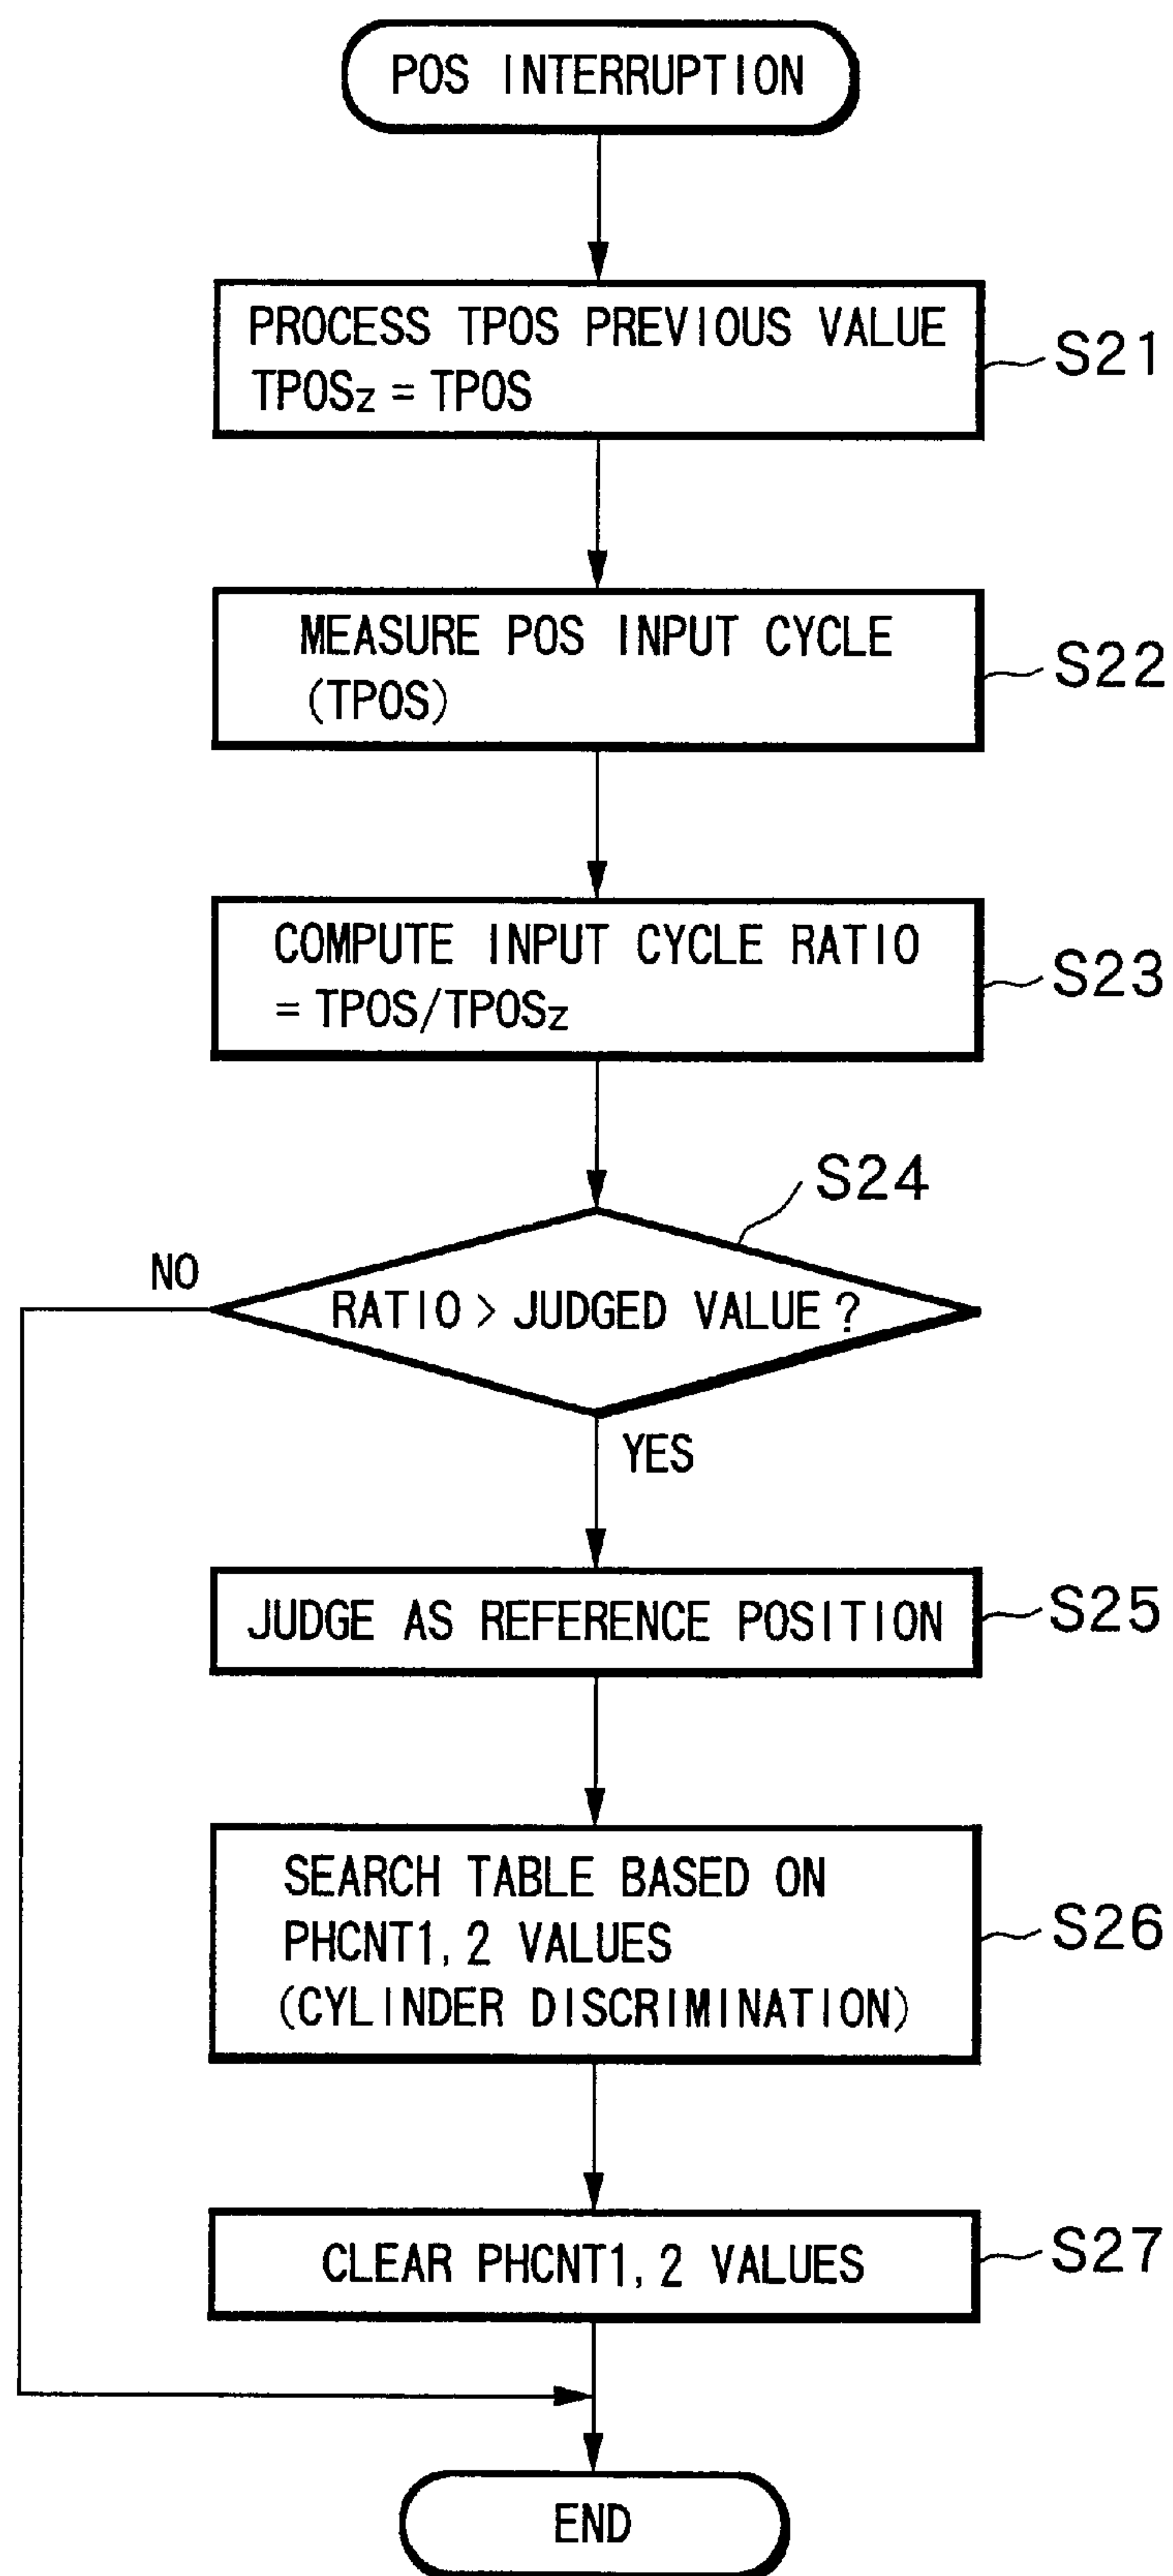 POS INTERRUPTION
PROCESS TPOS PREVIOUS VALUE
TPOSz = TPOS
S21
MEASURE POS INPUT CYCLE
(TPOS)
S22
COMPUTE INPUT CYCLE RATIO
= TPOS/TPOSz
S23
S24
NO
RATIO > JUDGED VALUE ?
YES
JUDGE AS REFERENCE POSITION
S25
SEARCH TABLE BASED ON
PHCNT1, 2 VALUES
(CYLINDER DISCRIMINATION)
S26
CLEAR PHCNT1, 2 VALUES
S27
END